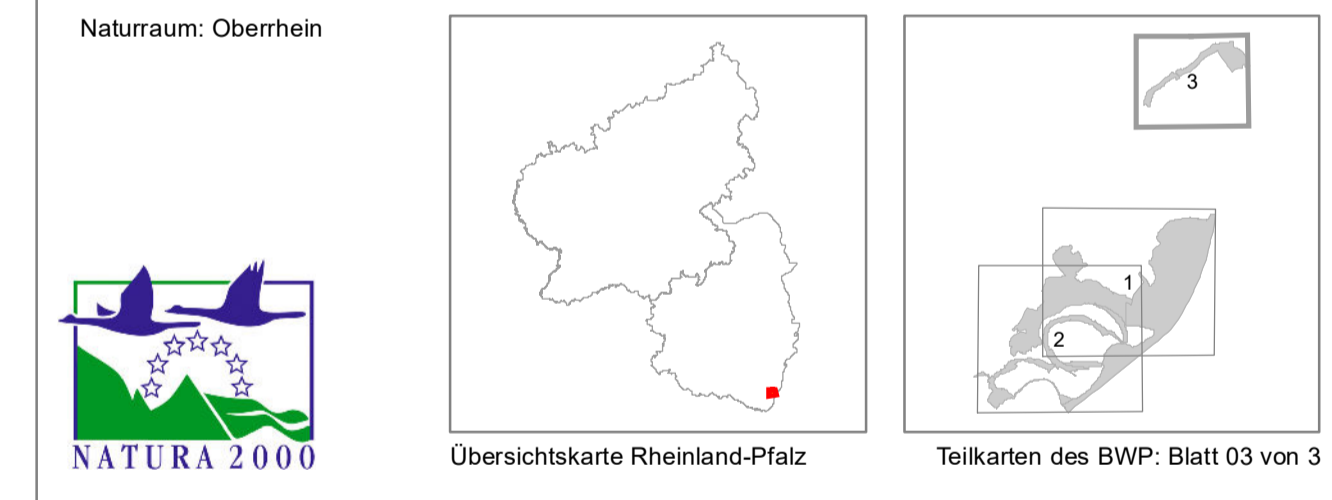 Naturraum: Oberrhein
NATURA 2000
Übersichtskarte Rheinland-Pfalz
3
1
2
Teilkarten des BWP: Blatt 03 von 3